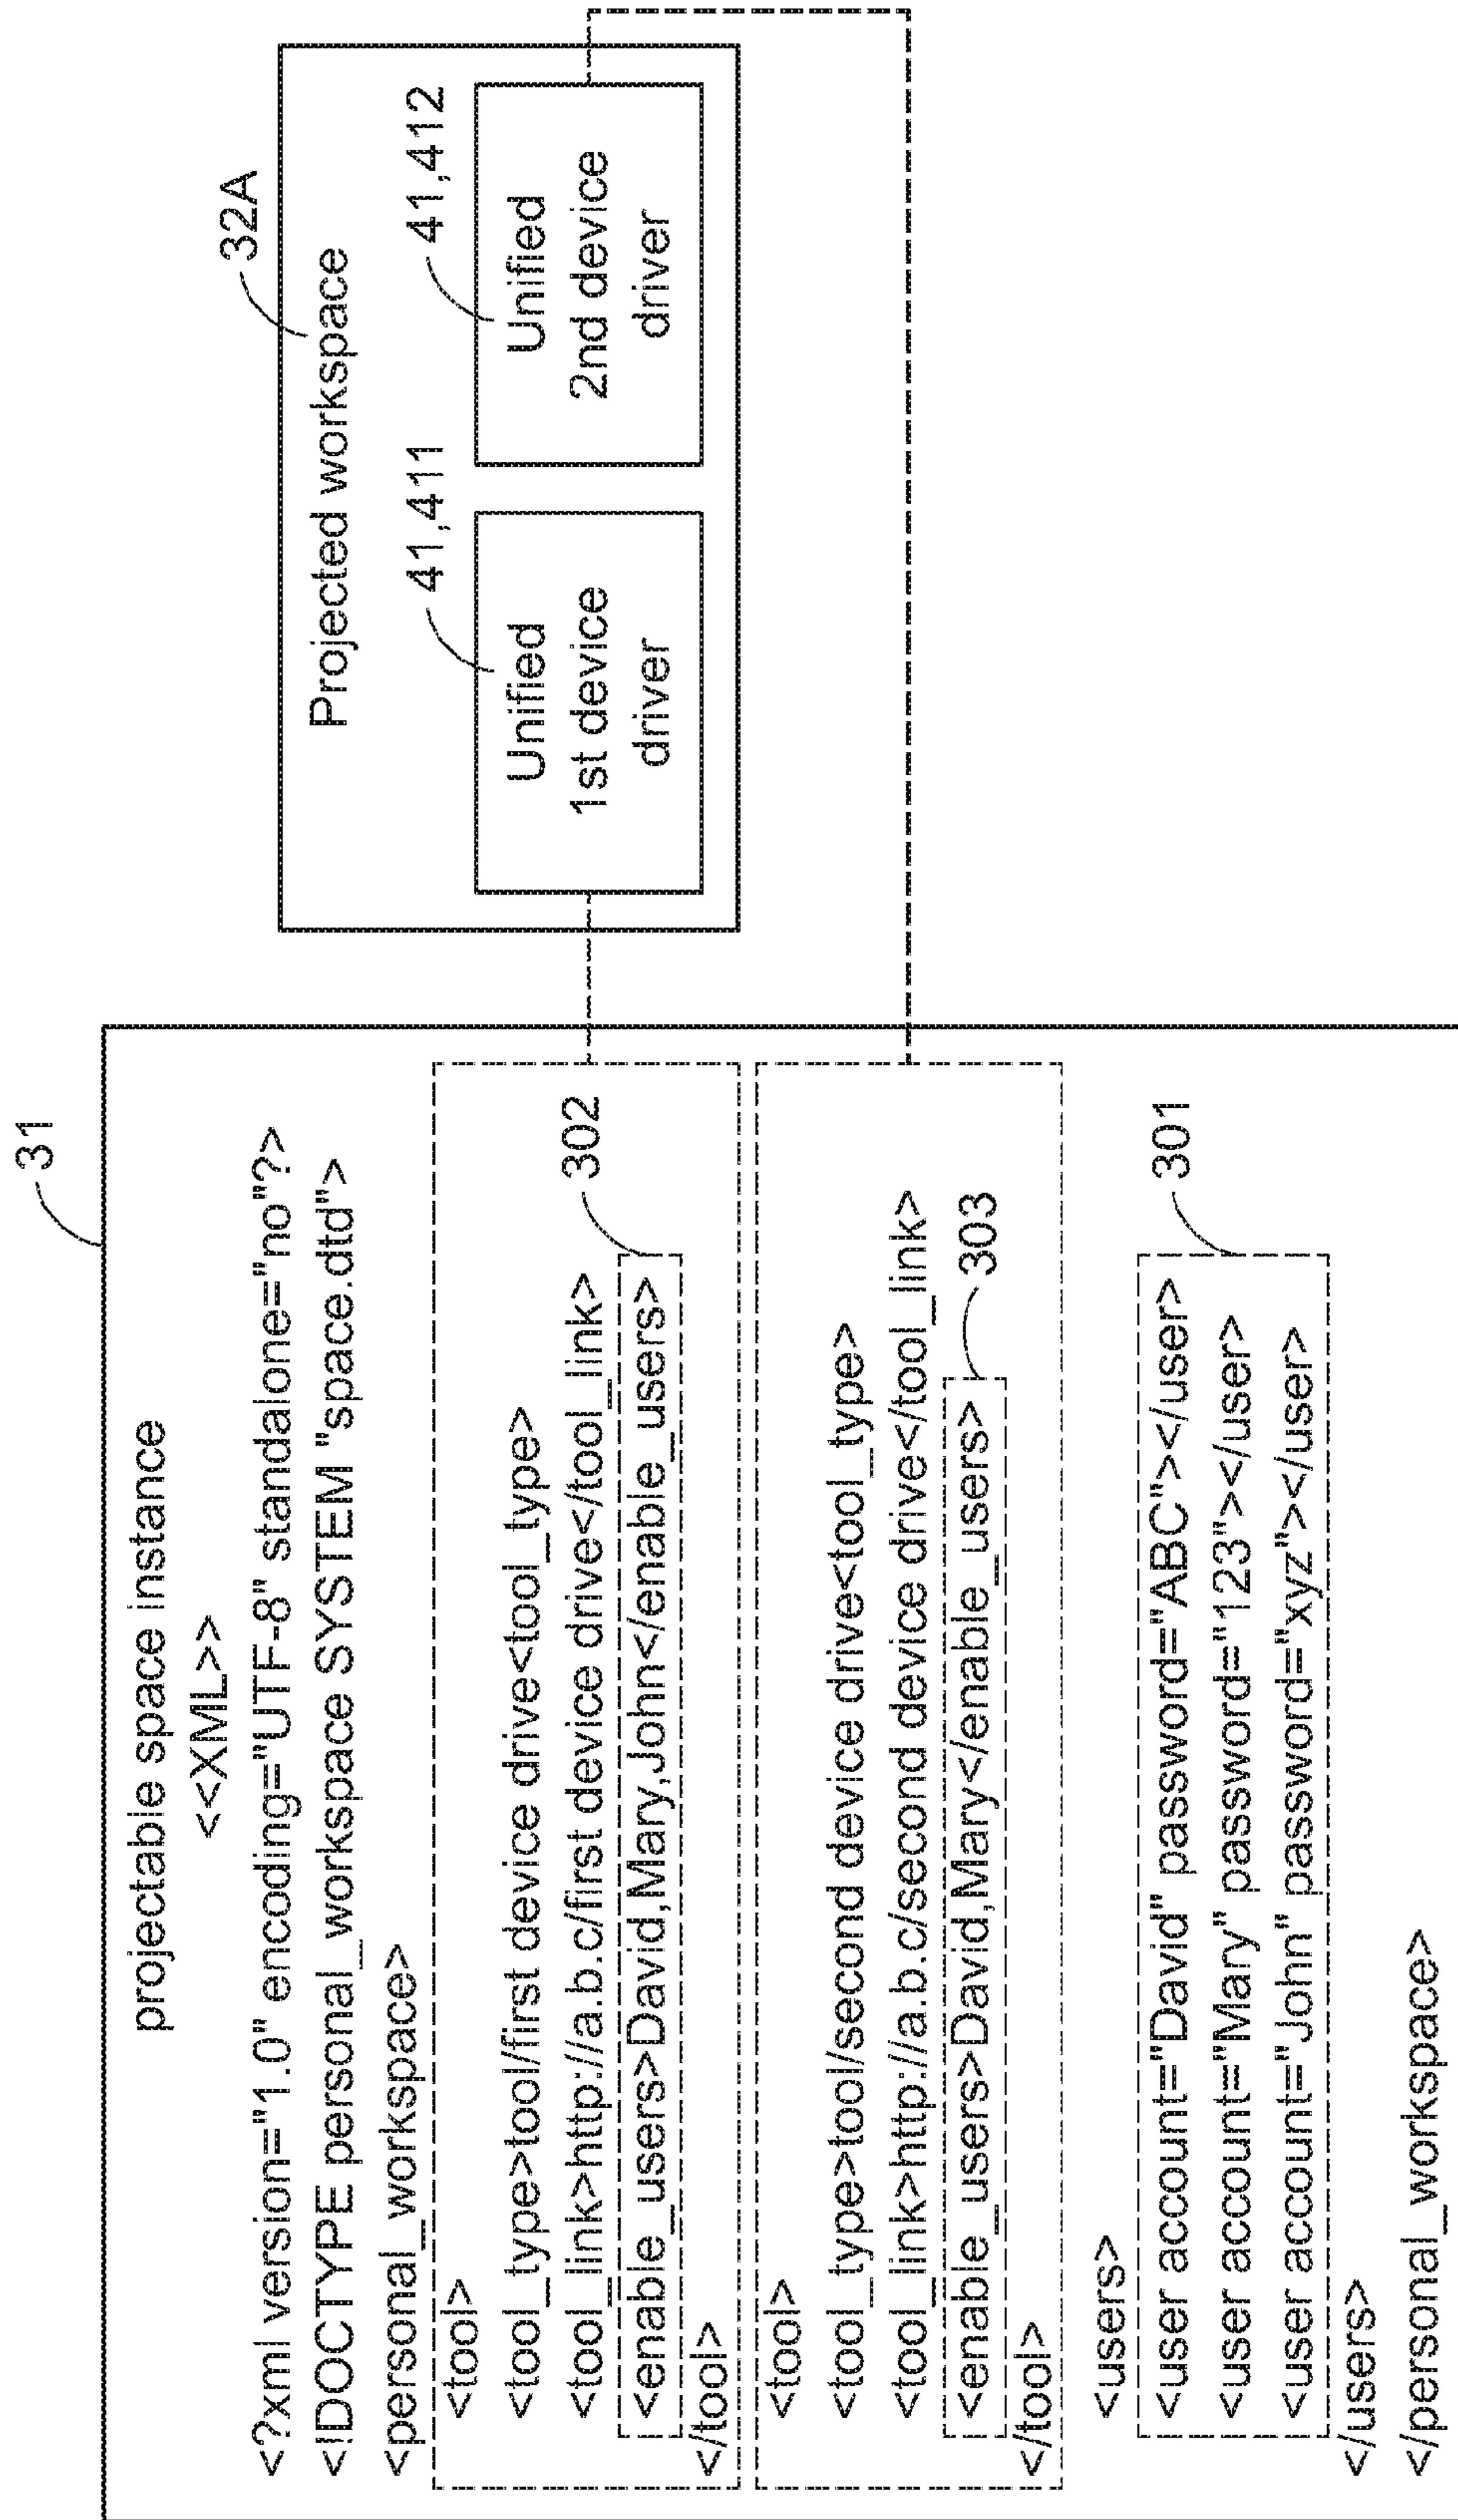 31
projectable space instance
<<XML>>
<?xml version="1.0" encoding="UTF-8" standalone="no"?>
<!DOCTYPE personal_workspace SYSTEM "space.dtd">
<personal_workspace>
<tool>
<tool_type>tool/first device drive<tool_type>
<tool_link>http://a.b.c/first device drive</tool_link>
302
<enable_users>David,Mary,John</enable_users>
</tool>
<tool>
<tool_type>tool/second device drive<tool_type>
<tool_link>http://a.b.c/second device drive</tool_link>
<enable_users>David,Mary</enable_users>
303
</tool>
<users>
301
<user account="David" password="ABC"></user>
<user account="Mary" password="123"></user>
<user account="John" password="xyz"></user>
</users>
</personal_workspace>
32A
Projected workspace
41,411
Unified
1st device
driver
41,412
Unified
2nd device
driver